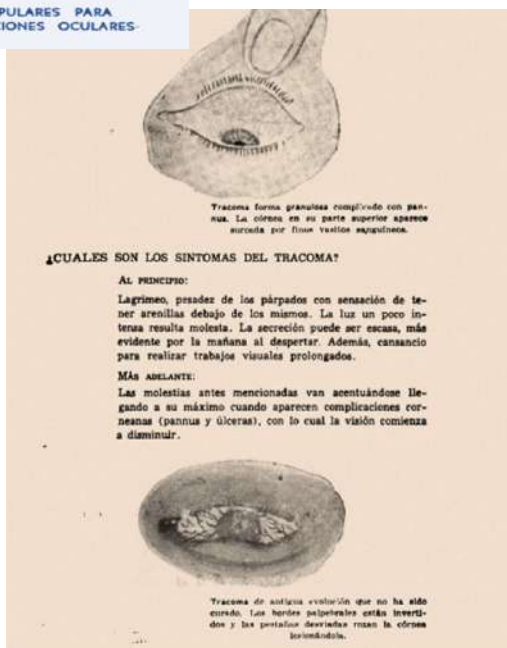 PULARES PARA
IONES OCULARES
Tracoma forma granulosa complicado con pan-
nus. La córnea en su parte superior aparece
surcada por finos vasitos sanguíneos.
¿CUALES SON LOS SINTOMAS DEL TRACOMA?
AL PRINCIPIO:
Lagrimeo, pesadez de los párpados con sensación de te-
ner arenillas debajo de los mismos. La luz un poco in-
tensa resulta molesta. La secreción puede ser escasa, más
evidente por la mañana al despertar. Además, cansancio
para realizar trabajos visuales prolongados.
MÁS ADELANTE:
Las molestias antes mencionadas van acentuándose lle-
gando a su máximo cuando aparecen complicaciones cor-
neanas (pannus y úlceras), con lo cual la visión comienza
a disminuir.
Tracoma de antigua evolución que no ha sido
curado. Los bordes palpebrales están inverti-
dos y las pestañas desviadas rozan la córnea
lesionándola.